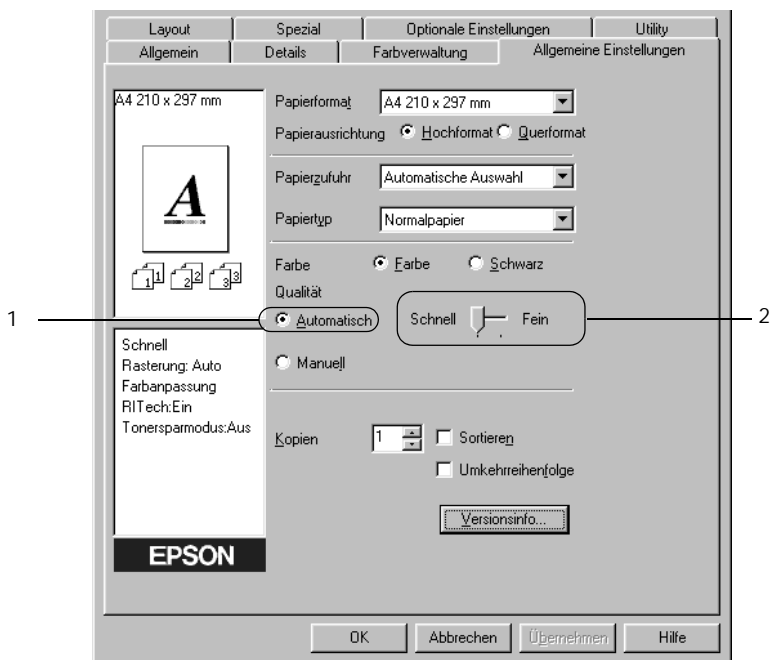 Layout Spezial Optionale Einstellungen Utility
Allgemein Details Farbverwaltung Allgemeine Einstellungen
A4 210 x 297 mm
Papierformat A4 210 x 297 mm
Papierausrichtung Hochformat Querformat
A
Papierzufuhr Automatische Auswahl
Papiertyp Normalpapier
1 1 2 2 3 3
Farbe Farbe Schwarz
Qualität
1 Automatisch Schnell Fein 2
Manuell
Schnell
Rasterung: Auto
Farbanpassung
RITech:Ein
Tonersparmodus:Aus
Kopien 1 Sortieren
Umkehrreihenfolge
Versionsinfo...
EPSON
OK Abbrechen Übernehmen Hilfe